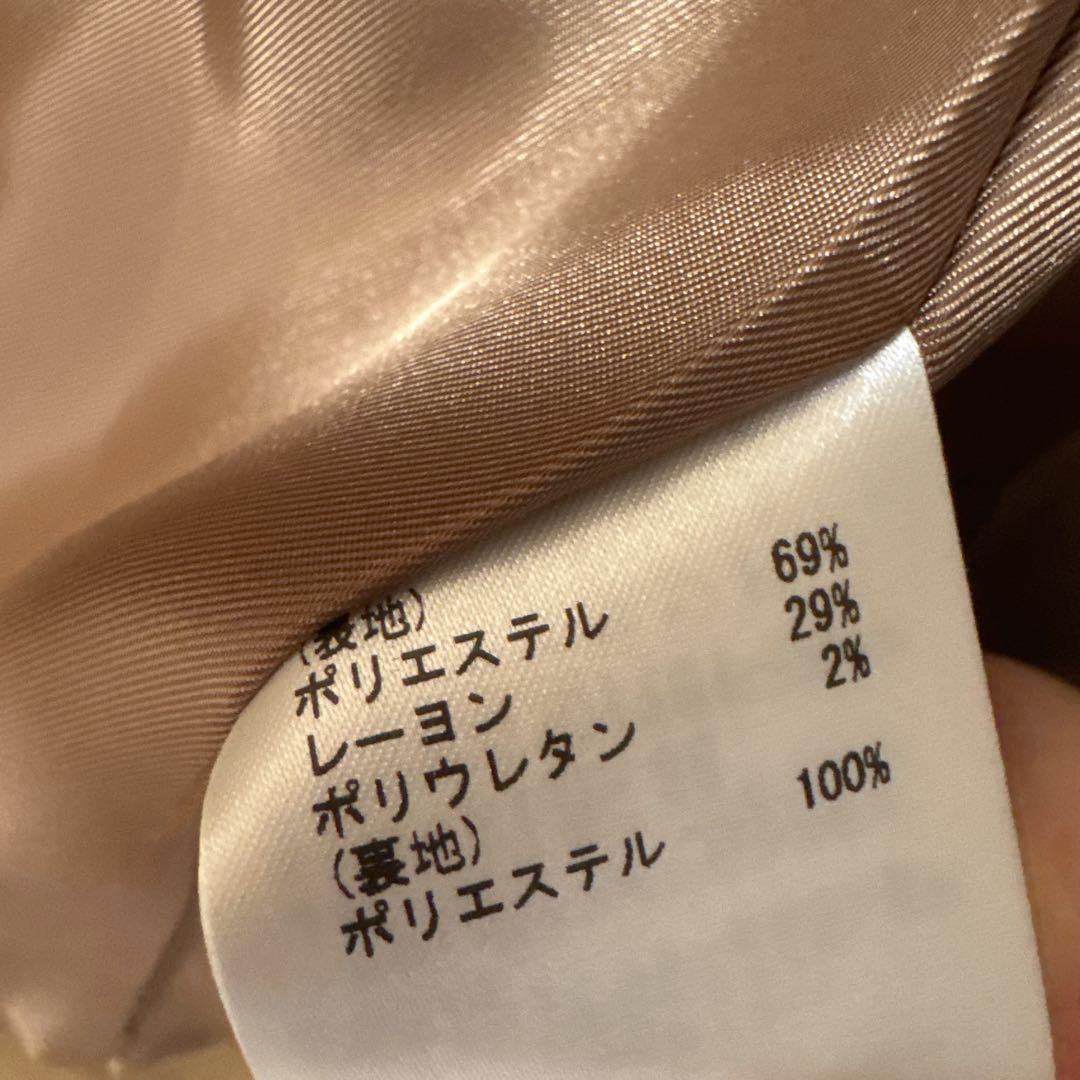 (表地)
ポリエステル 69%
レーヨン 29%
ポリウレタン 2%
(裏地)
ポリエステル 100%